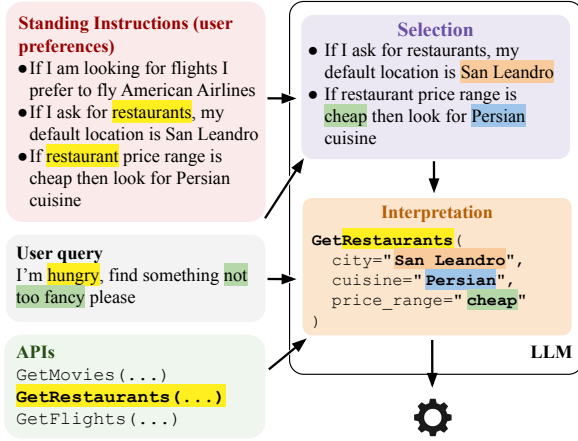 Standing Instructions (user
preferences)
●If I am looking for flights I
prefer to fly American Airlines
●If I ask for restaurants, my
default location is San Leandro
●If restaurant price range is
cheap then look for Persian
cuisine
User query
I'm hungry, find something not
too fancy please
APIs
GetMovies(...)
GetRestaurants(...)
GetFlights(...)
Selection
● If I ask for restaurants, my
default location is San Leandro
● If restaurant price range is
cheap then look for Persian
cuisine
Interpretation
GetRestaurants(
city="San Leandro",
cuisine="Persian",
price_range="cheap"
)
LLM